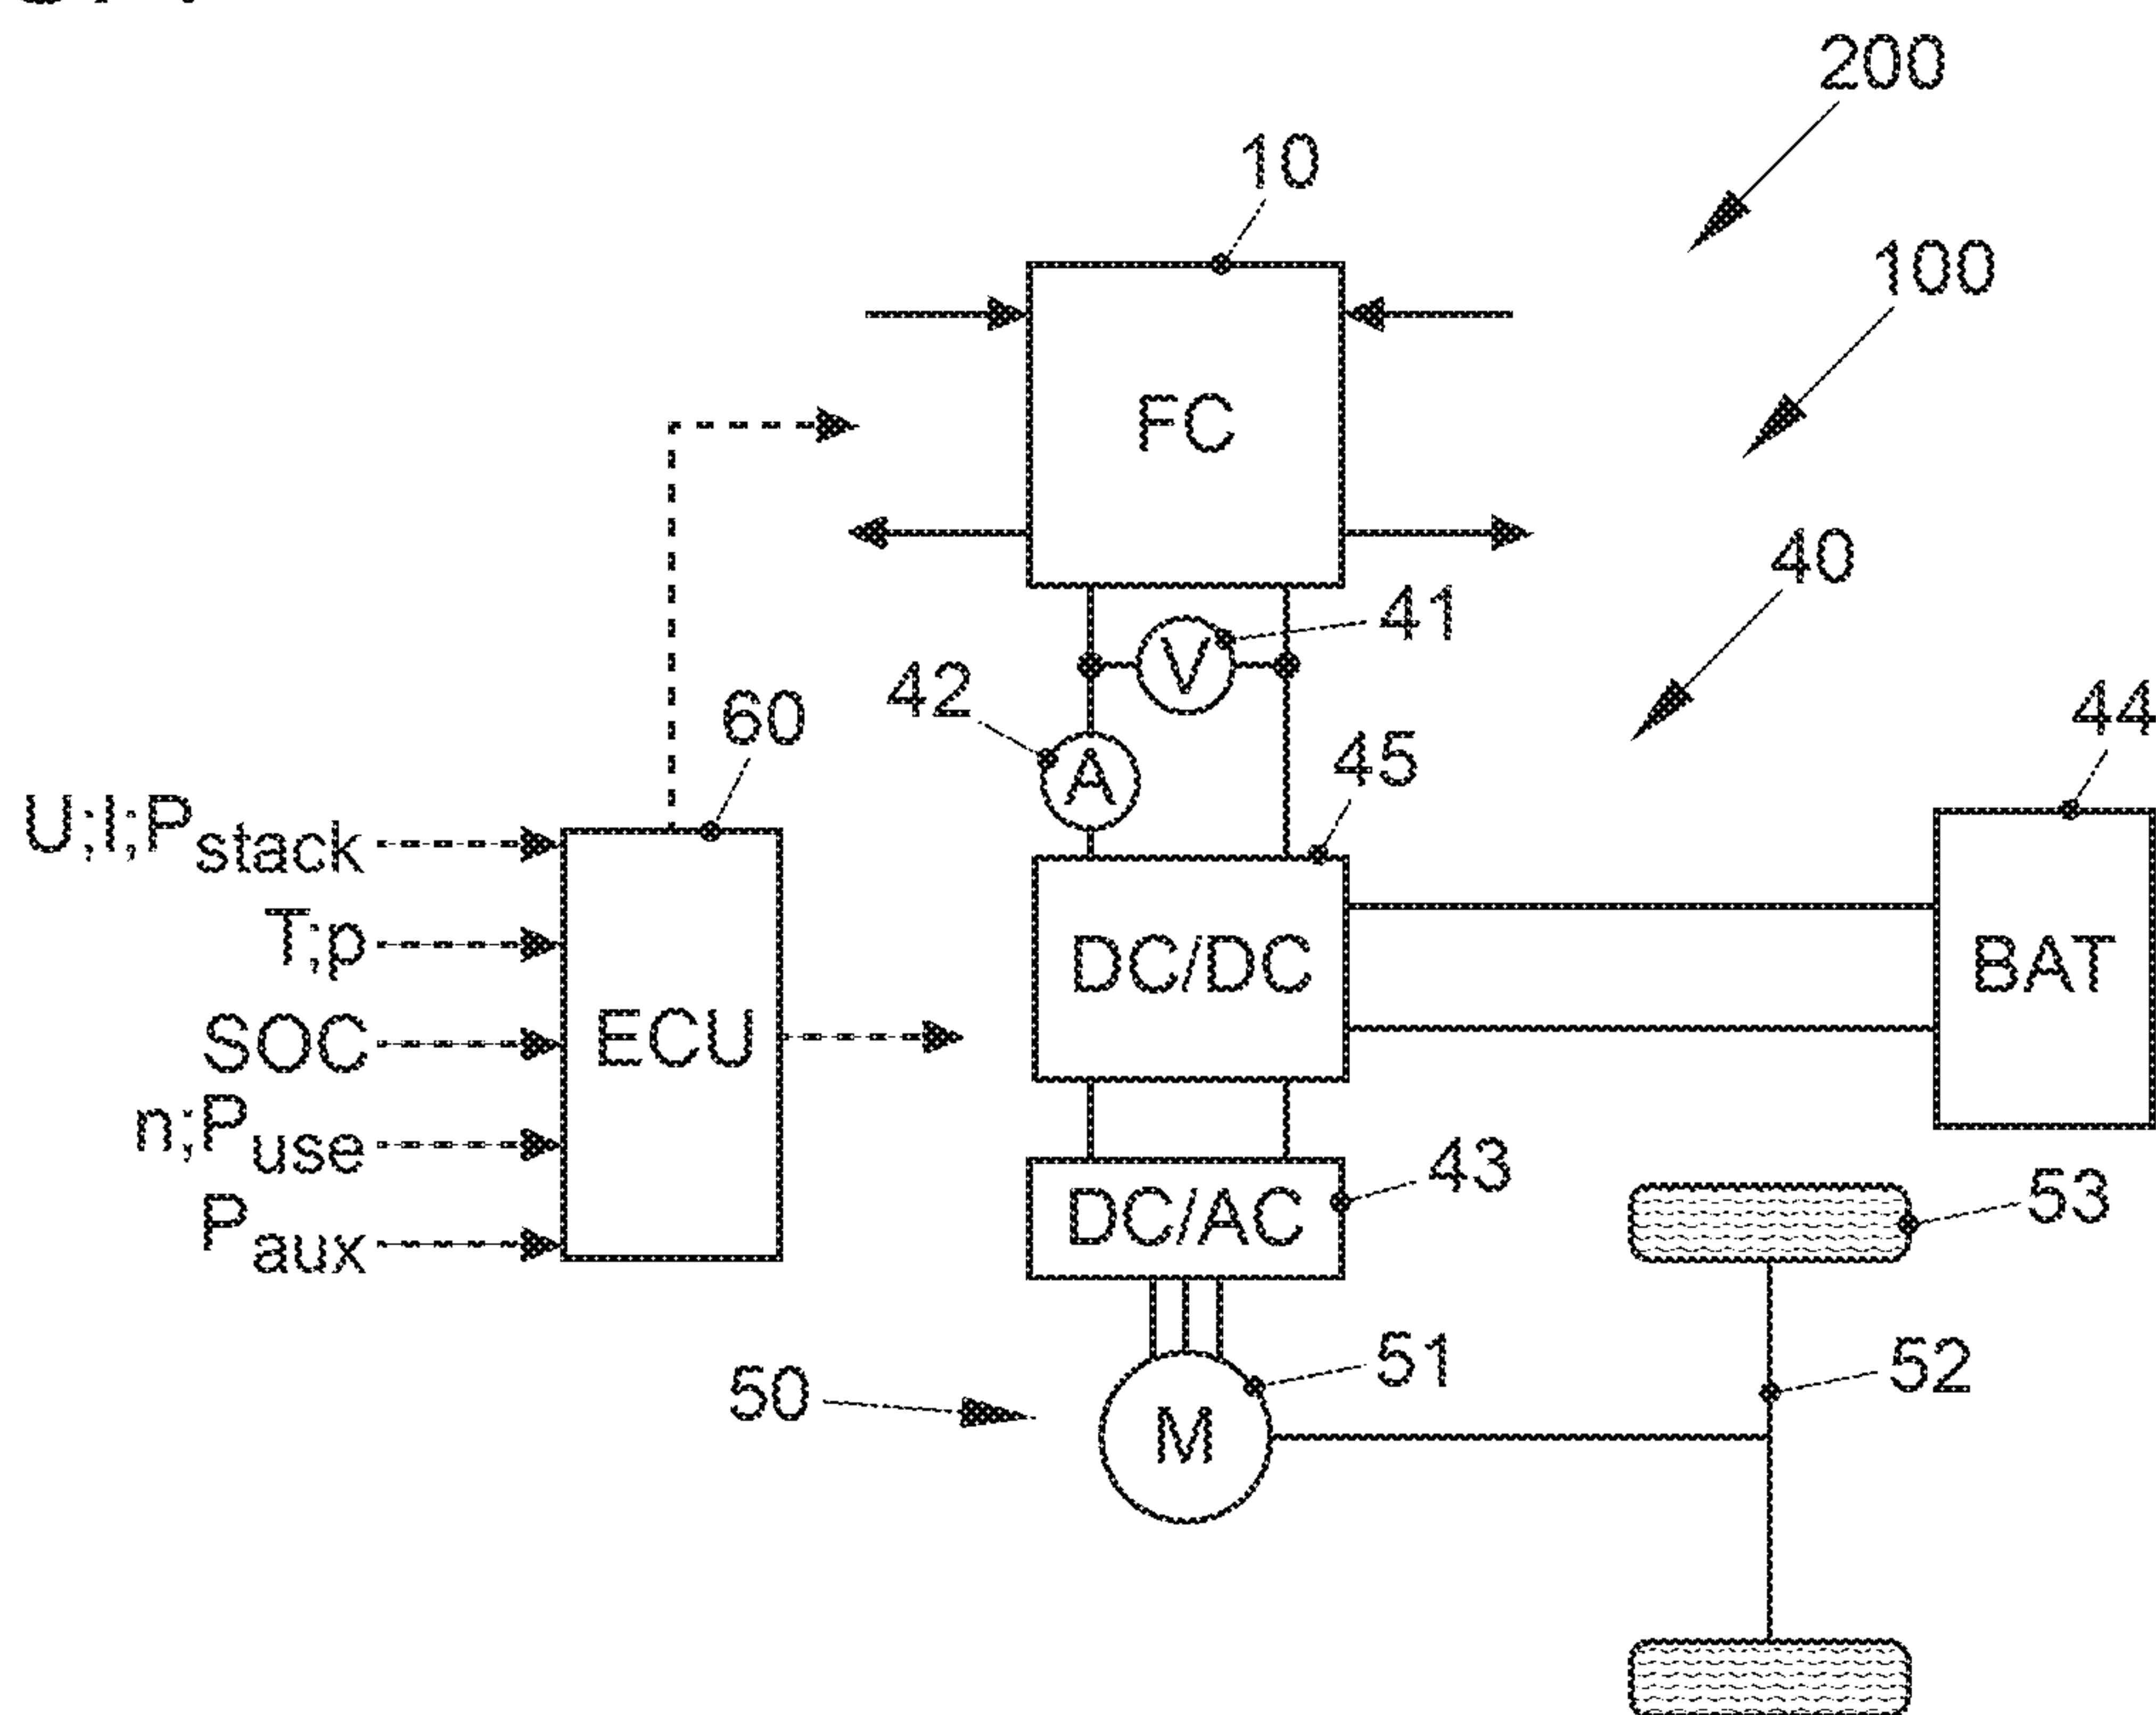 200
10
100
FC
40
41
42
V
60
45
44
A
U;I;Pstack
T;p
DC/DC
BAT
SOC
ECU
n;Puse
43
53
Paux
DC/AC
51
52
50
M